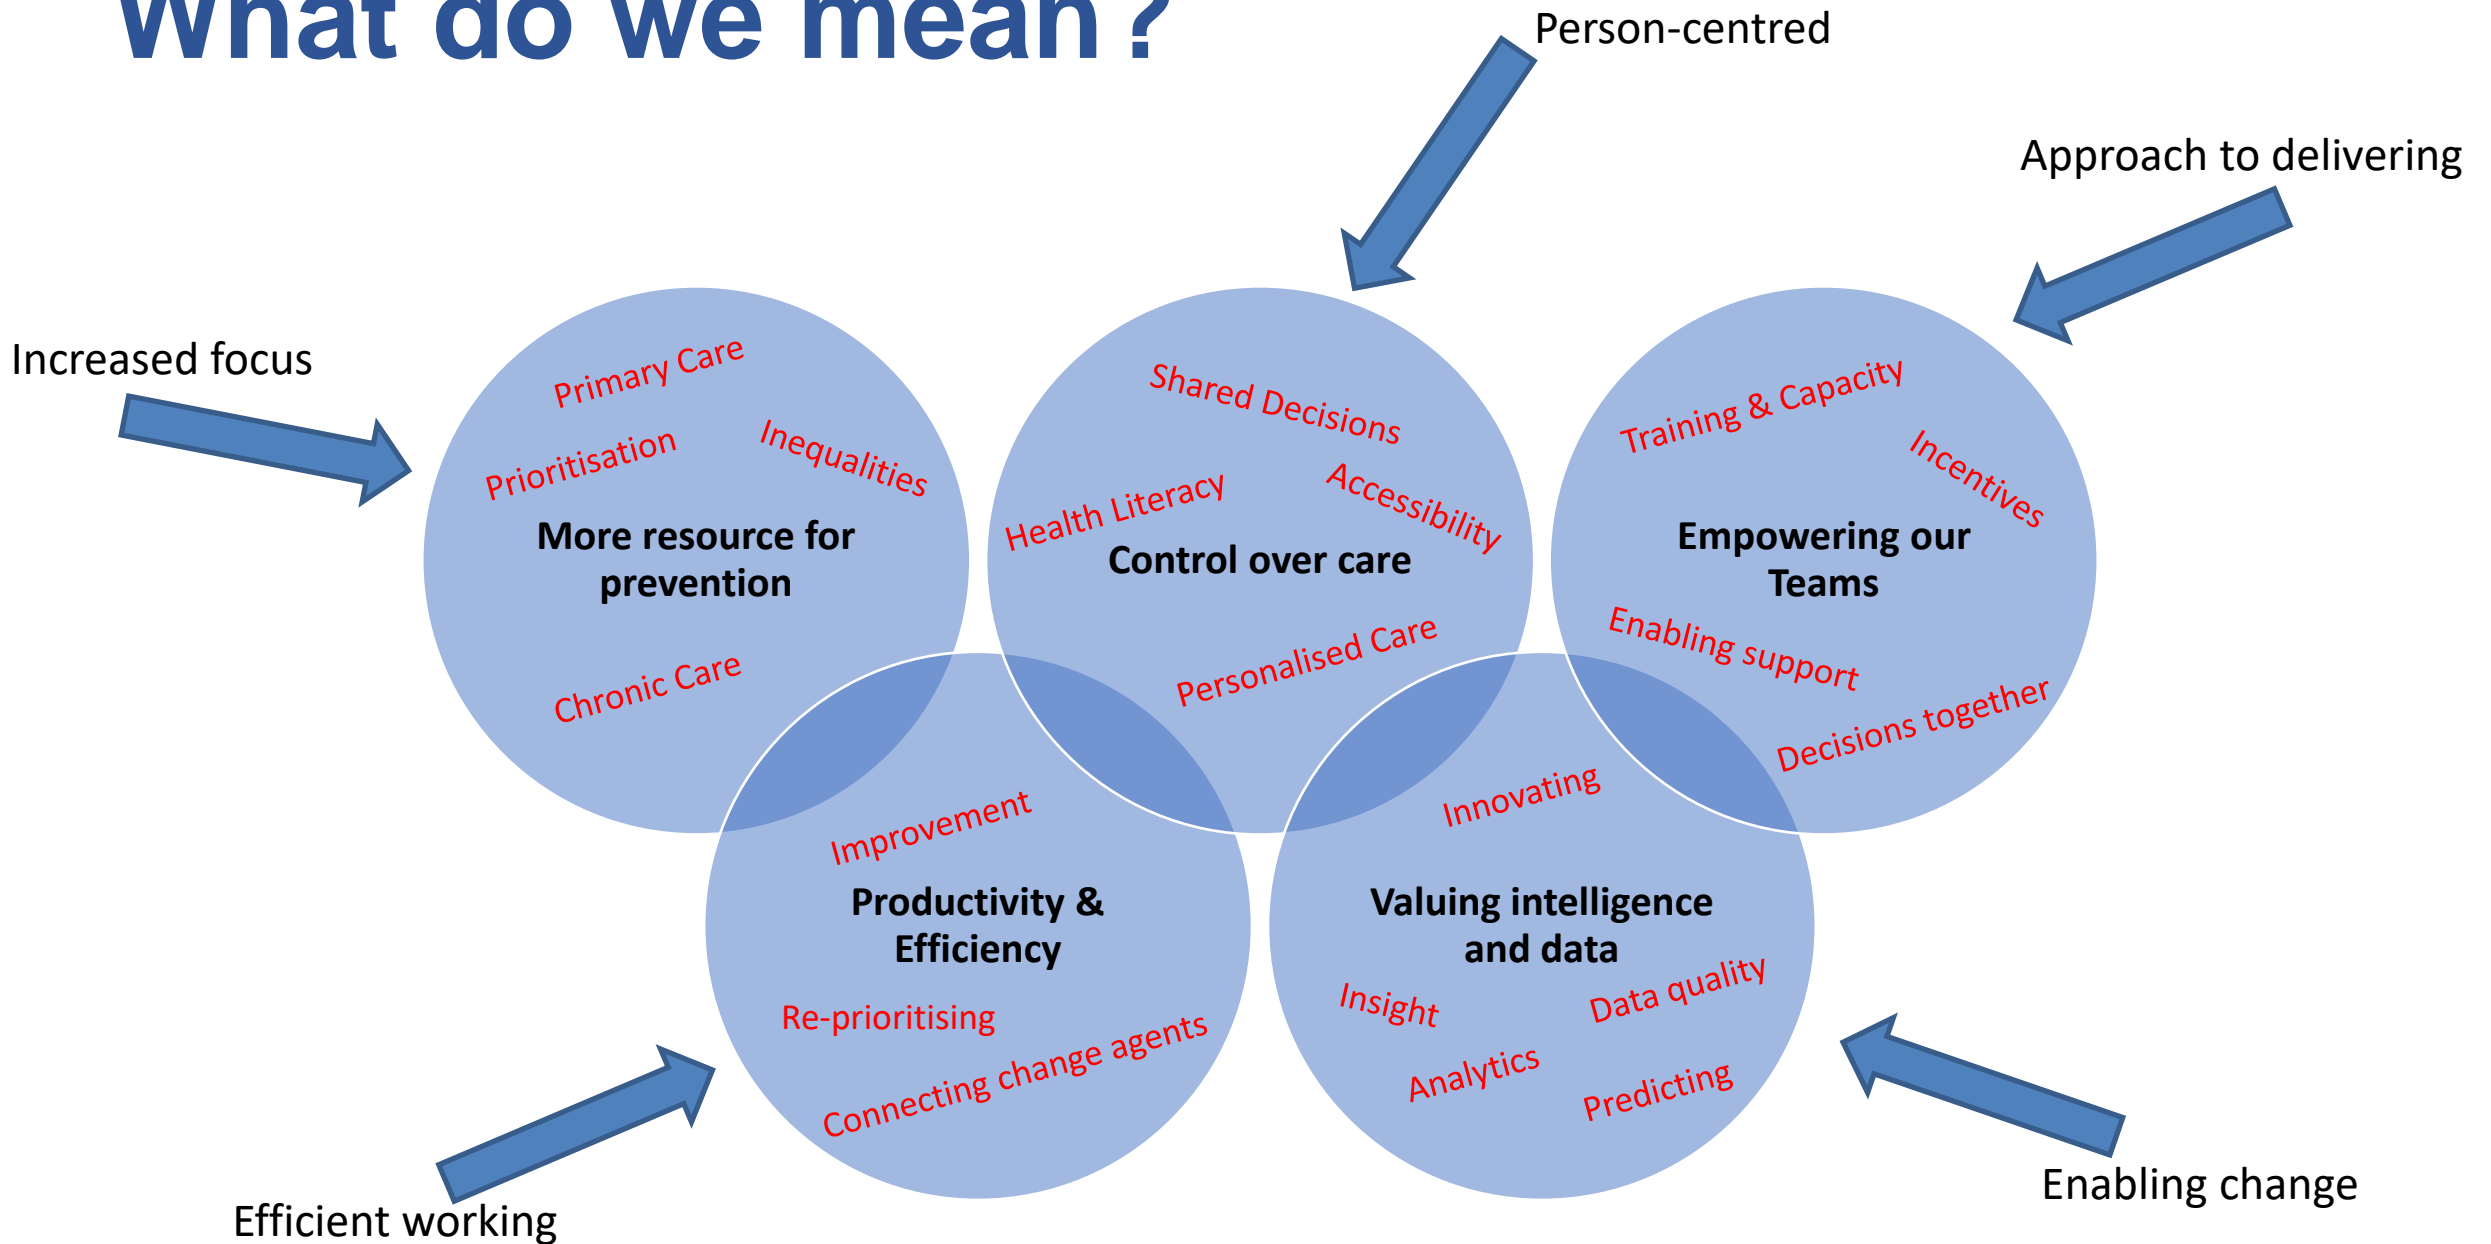 What do we mean?
Person-centred
Approach to delivering
Increased focus
Primary Care
Prioritisation
Inequalities
More resource for
prevention
Chronic Care
Shared Decisions
Health Literacy
Accessibility
Control over care
Personalised Care
Training & Capacity
Incentives
Empowering our
Teams
Enabling support
Decisions together
Improvement
Productivity &
Efficiency
Re-prioritising
Connecting change agents
Innovating
Valuing intelligence
and data
Insight
Data quality
Analytics
Predicting
Efficient working
Enabling change